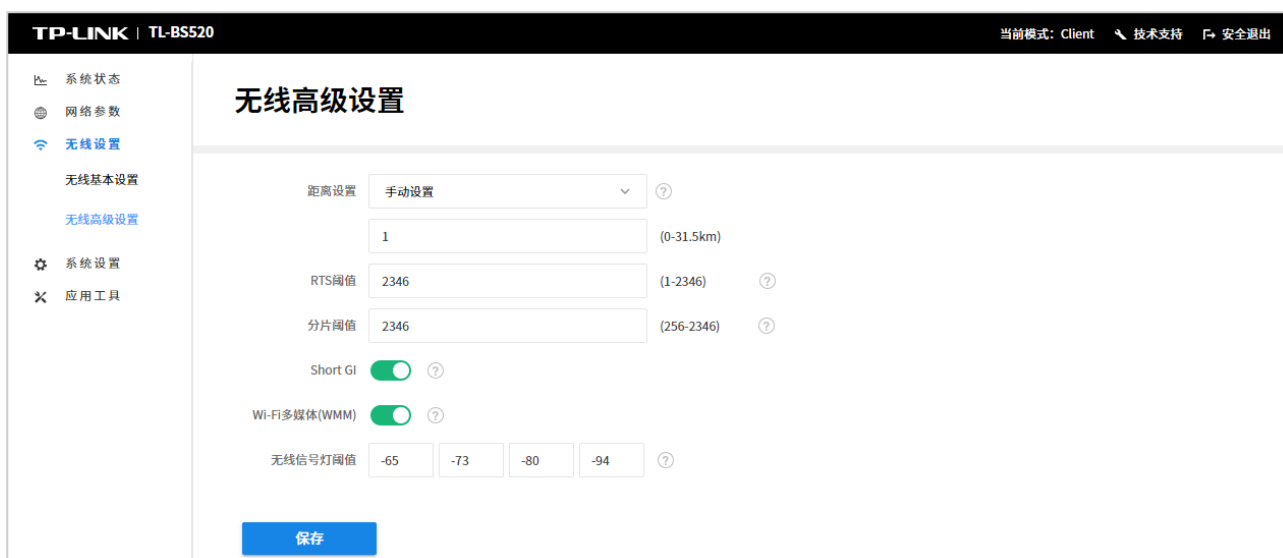 TP-LINK | TL-BS520 当前模式：Client 技术支持 安全退出
系统状态
网络参数
无线设置
无线基本设置
无线高级设置
系统设置
应用工具
无线高级设置
距离设置 手动设置 ?
1 (0-31.5km)
RTS阈值 2346 (1-2346) ?
分片阈值 2346 (256-2346) ?
Short GI ?
Wi-Fi多媒体(WMM) ?
无线信号灯阈值 -65 -73 -80 -94 ?
保存